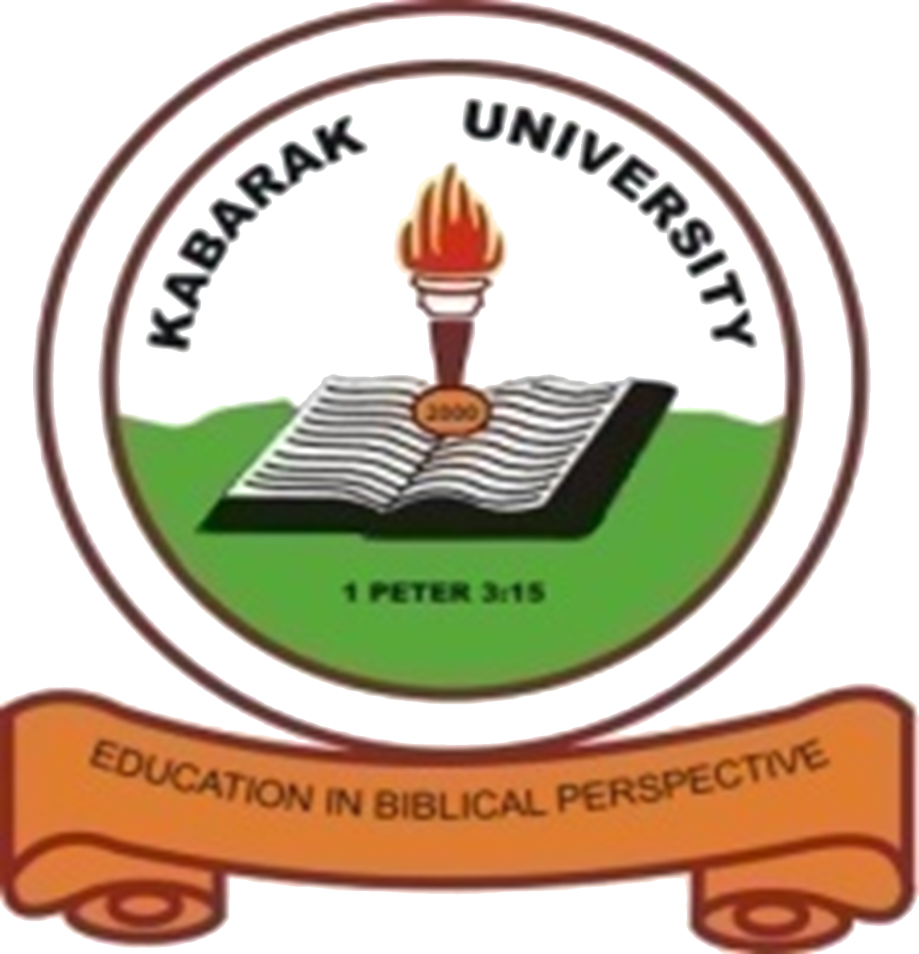 KABARAK UNIVERSITY
2000
1 PETER 3:15
EDUCATION IN BIBLICAL PERSPECTIVE